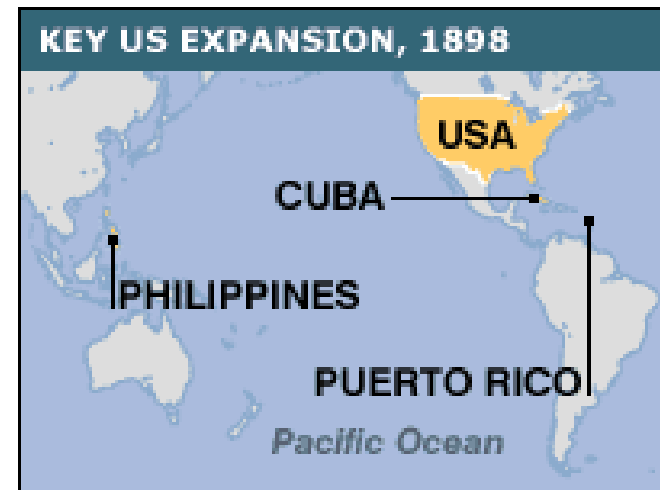 KEY US EXPANSION, 1898
USA
CUBA
PHILIPPINES
PUERTO RICO
Pacific Ocean